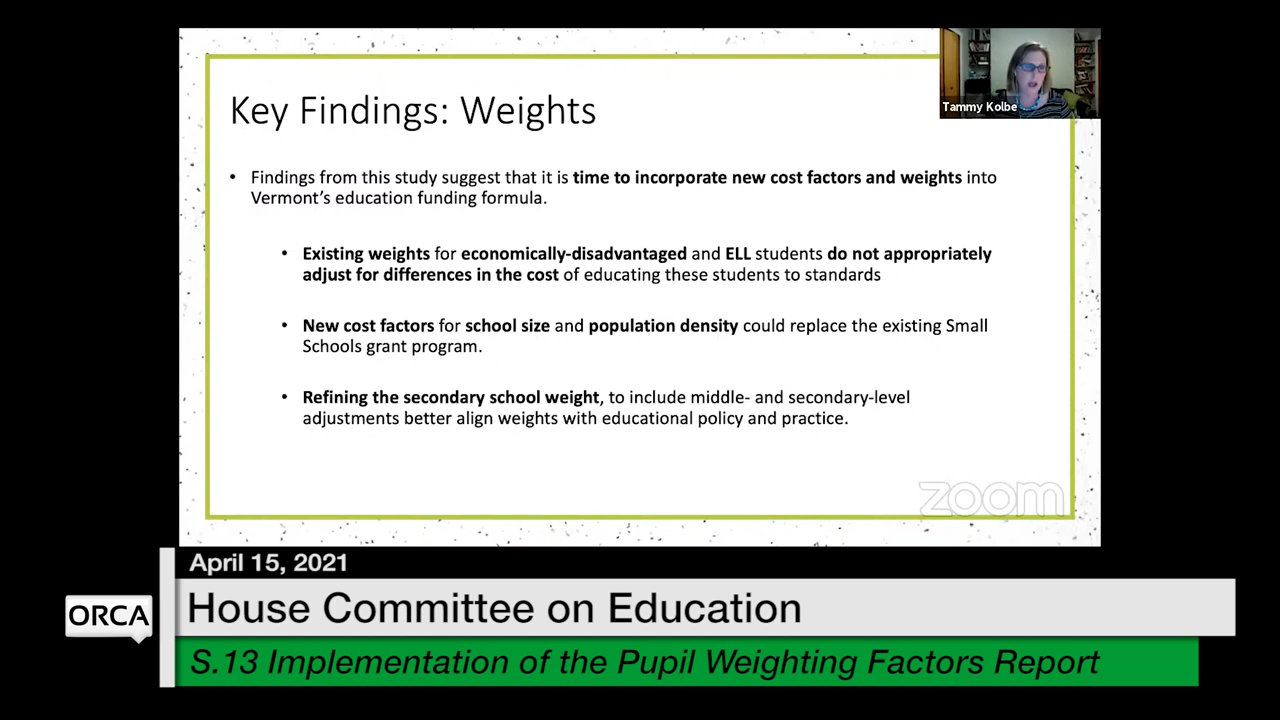 Tammy Kolbe
Key Findings: Weights
• Findings from this study suggest that it is time to incorporate new cost factors and weights into
Vermont's education funding formula.
• Existing weights for economically-disadvantaged and ELL students do not appropriately
adjust for differences in the cost of educating these students to standards
• New cost factors for school size and population density could replace the existing Small
Schools grant program.
• Refining the secondary school weight, to include middle- and secondary-level
adjustments better align weights with educational policy and practice.
zoom
April 15, 2021
ORCA
House Committee on Education
S.13 Implementation of the Pupil Weighting Factors Report